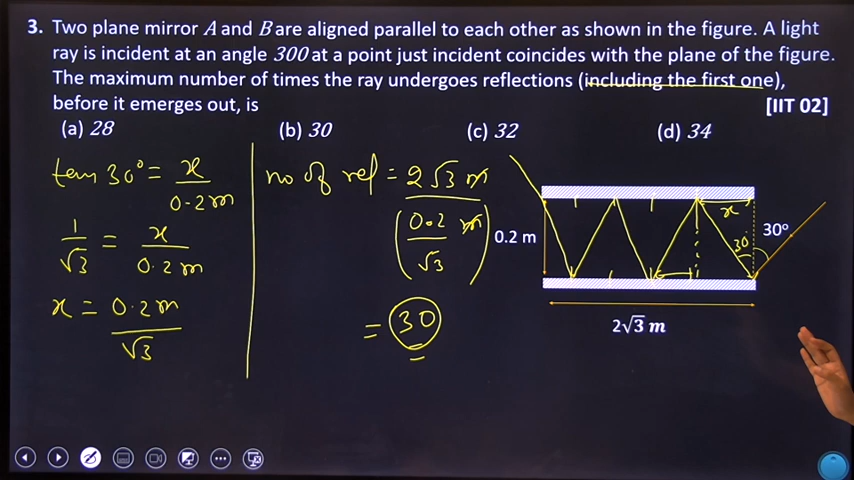 3. Two plane mirror A and B are aligned parallel to each other as shown in the figure. A light
ray is incident at an angle 300 at a point just incident coincides with the plane of the figure.
The maximum number of times the ray undergoes reflections (including the first one),
before it emerges out, is
[IIT 02]
(a) 28 (b) 30 (c) 32 (d) 34
tan 30° = x / 0.2m
1/√3 = x / 0.2m
x = 0.2m / √3
no of ref = 2√3 m / (0.2 m / √3)
= 30
0.2 m
x
30
30°
2√3 m